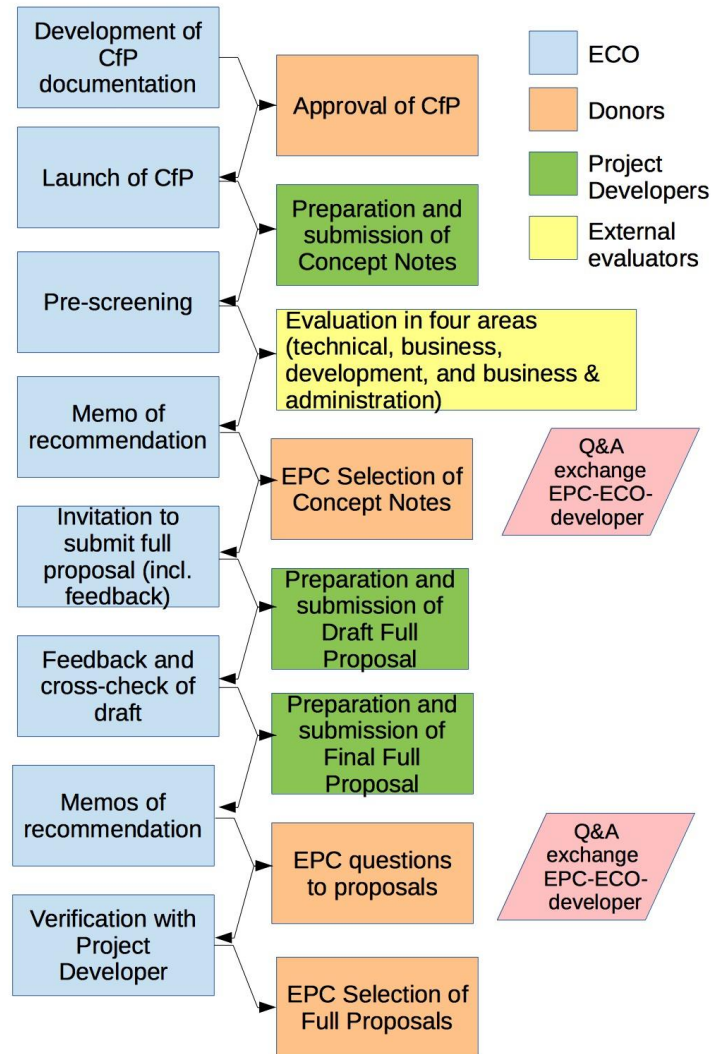 Development of
CfP
documentation
Approval of CfP
Launch of CfP
Preparation and
submission of
Concept Notes
Pre-screening
Evaluation in four areas
(technical, business,
development, and business &
administration)
Memo of
recommendation
EPC Selection of
Concept Notes
Q&A
exchange
EPC-ECO-
developer
Invitation to
submit full
proposal (incl.
feedback)
Preparation and
submission of
Draft Full
Proposal
Feedback and
cross-check of
draft
Preparation and
submission of
Final Full
Proposal
Memos of
recommendation
EPC questions
to proposals
Q&A
exchange
EPC-ECO-
developer
Verification with
Project
Developer
EPC Selection of
Full Proposals
ECO
Donors
Project
Developers
External
evaluators